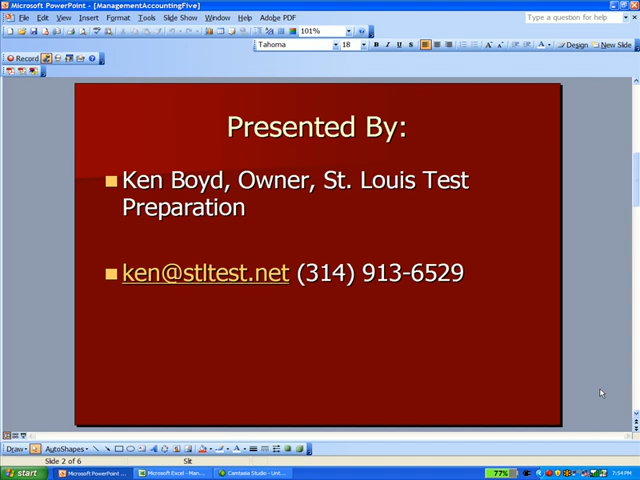 Microsoft PowerPoint - [ManagementAccountingFive]
File Edit View Insert Format Tools Slide Show Window Help Adobe PDF
Type a question for help
101%
Tahoma 18 B I U S Design New Slide
Record
Presented By:
Ken Boyd, Owner, St. Louis Test
Preparation
ken@stltest.net (314) 913-6529
Draw AutoShapes
Slide 2 of 6 Slit
start Microsoft PowerPoint ... Microsoft Excel - Man... Camtasia Studio - Unt... 77% 7:54 PM